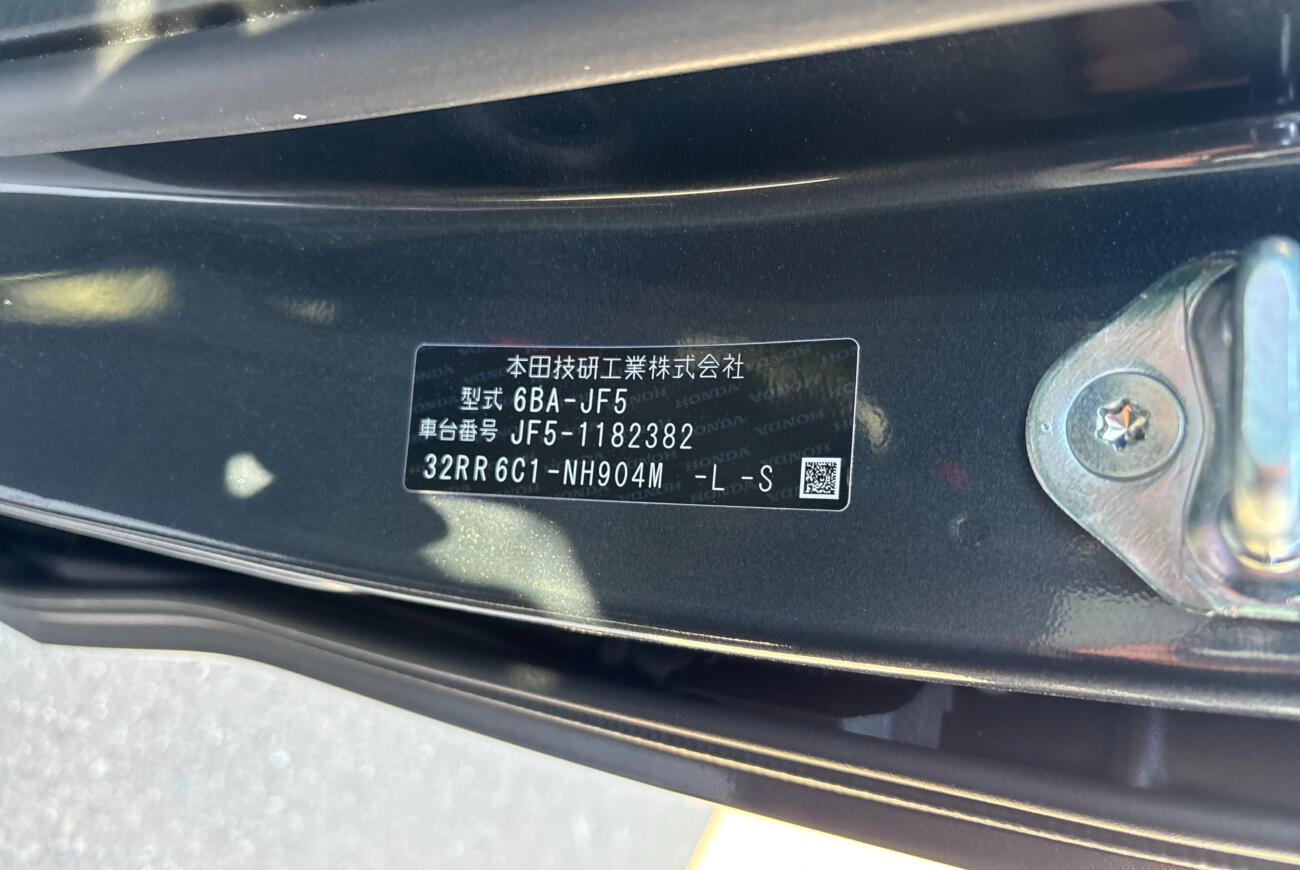 本田技研工業株式会社
型式 6BA-JF5
車台番号 JF5-1182382
32RR6C1-NH904M -L -S